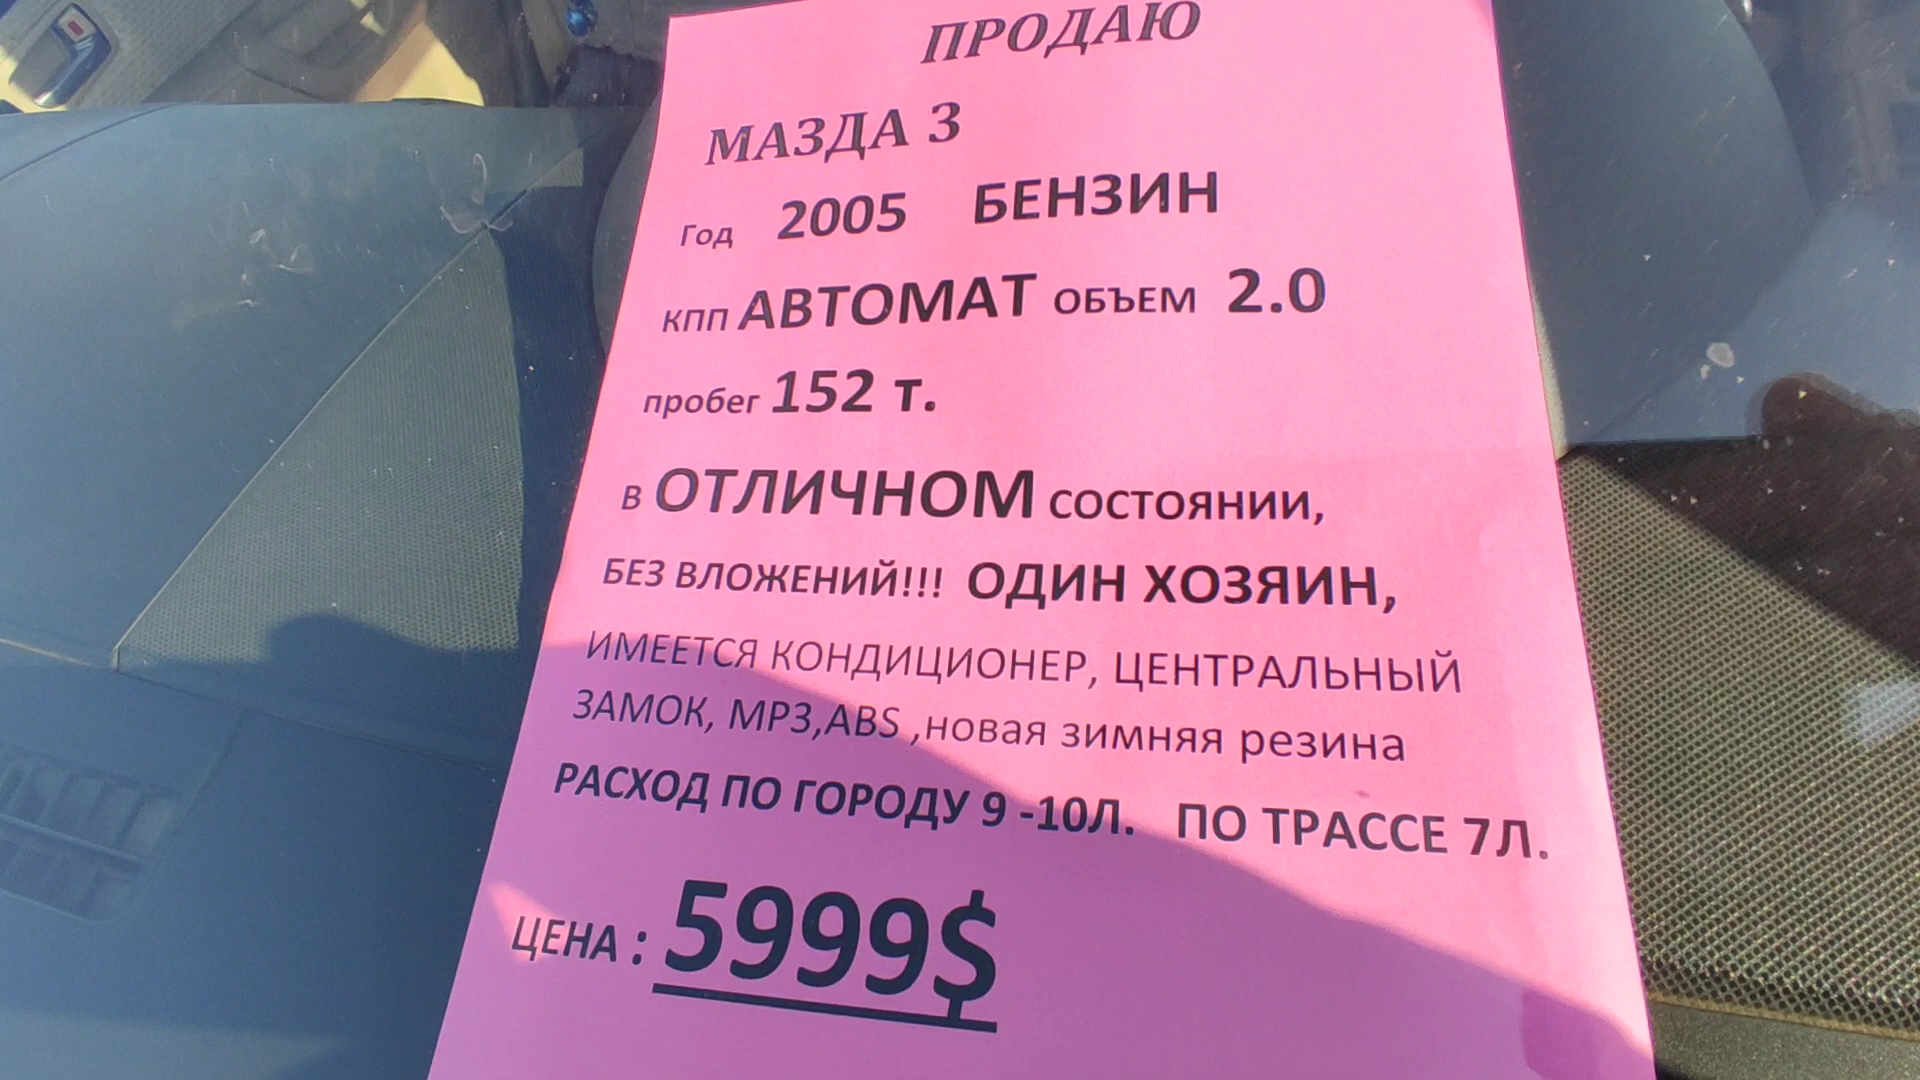 ПРОДАЮ
МАЗДА 3
Год 2005 БЕНЗИН
КПП АВТОМАТ ОБЪЕМ 2.0
пробег 152 т.
в ОТЛИЧНОМ состоянии,
БЕЗ ВЛОЖЕНИЙ!!! ОДИН ХОЗЯИН,
ИМЕЕТСЯ КОНДИЦИОНЕР, ЦЕНТРАЛЬНЫЙ
ЗАМОК, МР3,ABS ,новая зимняя резина
РАСХОД ПО ГОРОДУ 9 -10Л. ПО ТРАССЕ 7Л.
ЦЕНА : 5999$